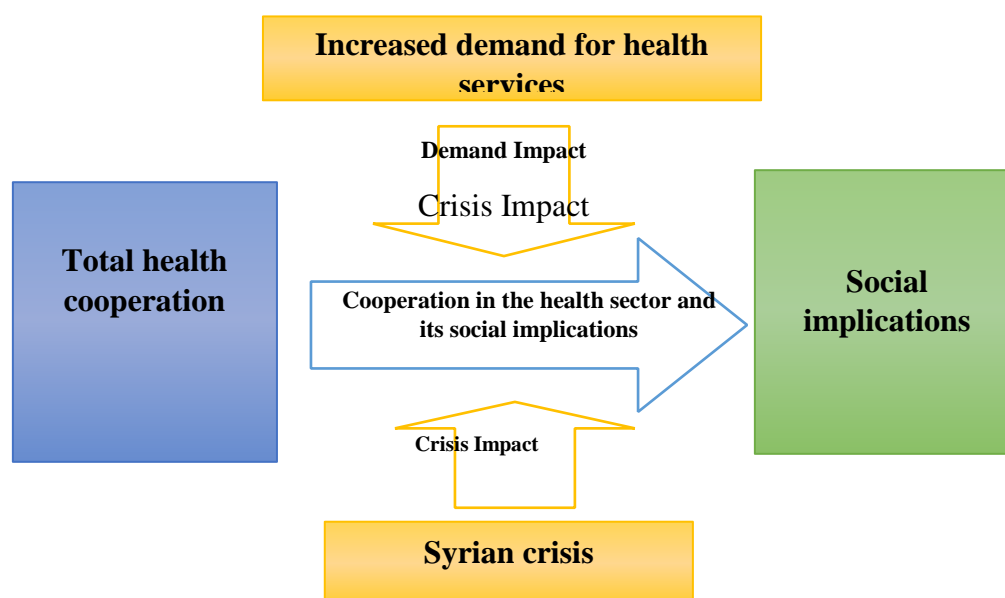 Increased demand for health
services
Demand Impact
Crisis Impact
Total health
cooperation
Cooperation in the health sector and
its social implications
Social
implications
Crisis Impact
Syrian crisis